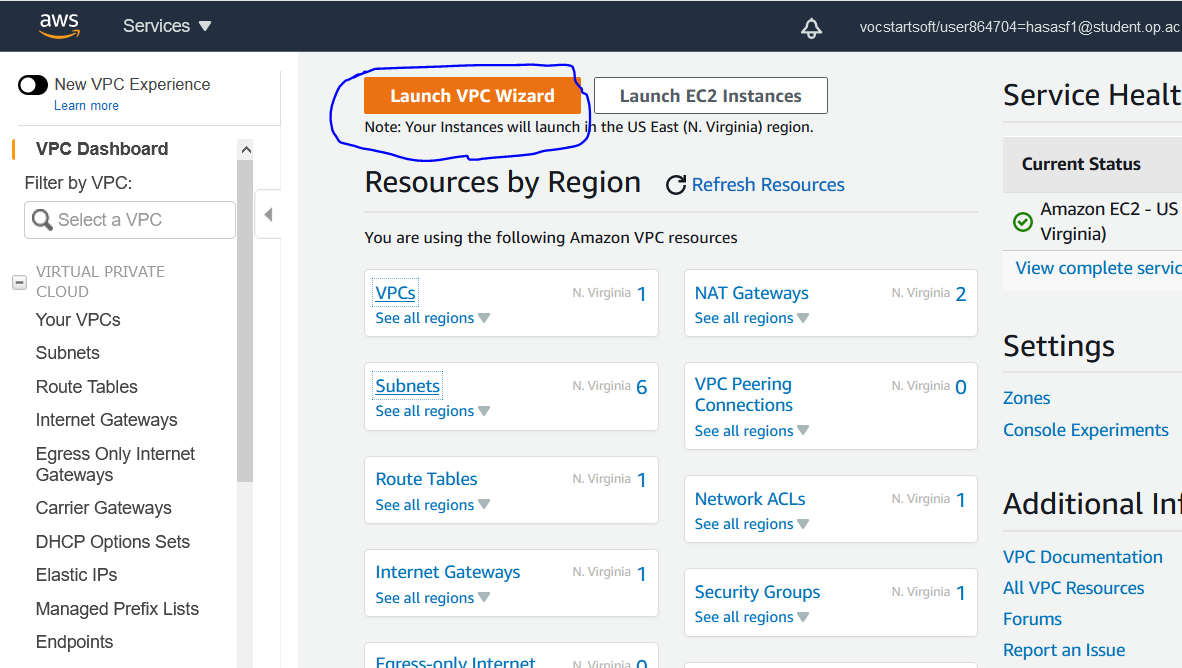 aws
Services
vocstartsoft/user864704=hasasf1@student.op.ac
New VPC Experience
Learn more
VPC Dashboard
Filter by VPC:
Select a VPC
VIRTUAL PRIVATE
CLOUD
Your VPCs
Subnets
Route Tables
Internet Gateways
Egress Only Internet
Gateways
Carrier Gateways
DHCP Options Sets
Elastic IPs
Managed Prefix Lists
Endpoints
Launch VPC Wizard
Launch EC2 Instances
Note: Your Instances will launch in the US East (N. Virginia) region.
Resources by Region
Refresh Resources
You are using the following Amazon VPC resources
VPCs N. Virginia 1
See all regions
Subnets N. Virginia 6
See all regions
Route Tables N. Virginia 1
See all regions
Internet Gateways N. Virginia 1
See all regions
Egress-only Internet N. Virginia 0
NAT Gateways N. Virginia 2
See all regions
VPC Peering N. Virginia 0
Connections
See all regions
Network ACLs N. Virginia 1
See all regions
Security Groups N. Virginia 1
See all regions
Service Healt
Current Status
Amazon EC2 - US
Virginia)
View complete servic
Settings
Zones
Console Experiments
Additional Inf
VPC Documentation
All VPC Resources
Forums
Report an Issue